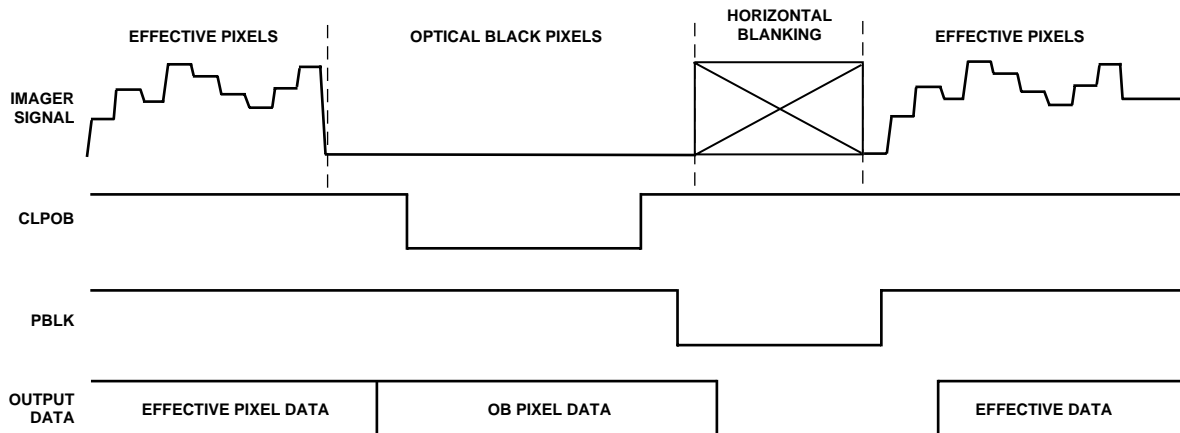 HORIZONTAL
BLANKING
EFFECTIVE PIXELS
OPTICAL BLACK PIXELS
EFFECTIVE PIXELS
IMAGER
SIGNAL
CLPOB
PBLK
OUTPUT
DATA
EFFECTIVE PIXEL DATA
OB PIXEL DATA
EFFECTIVE DATA